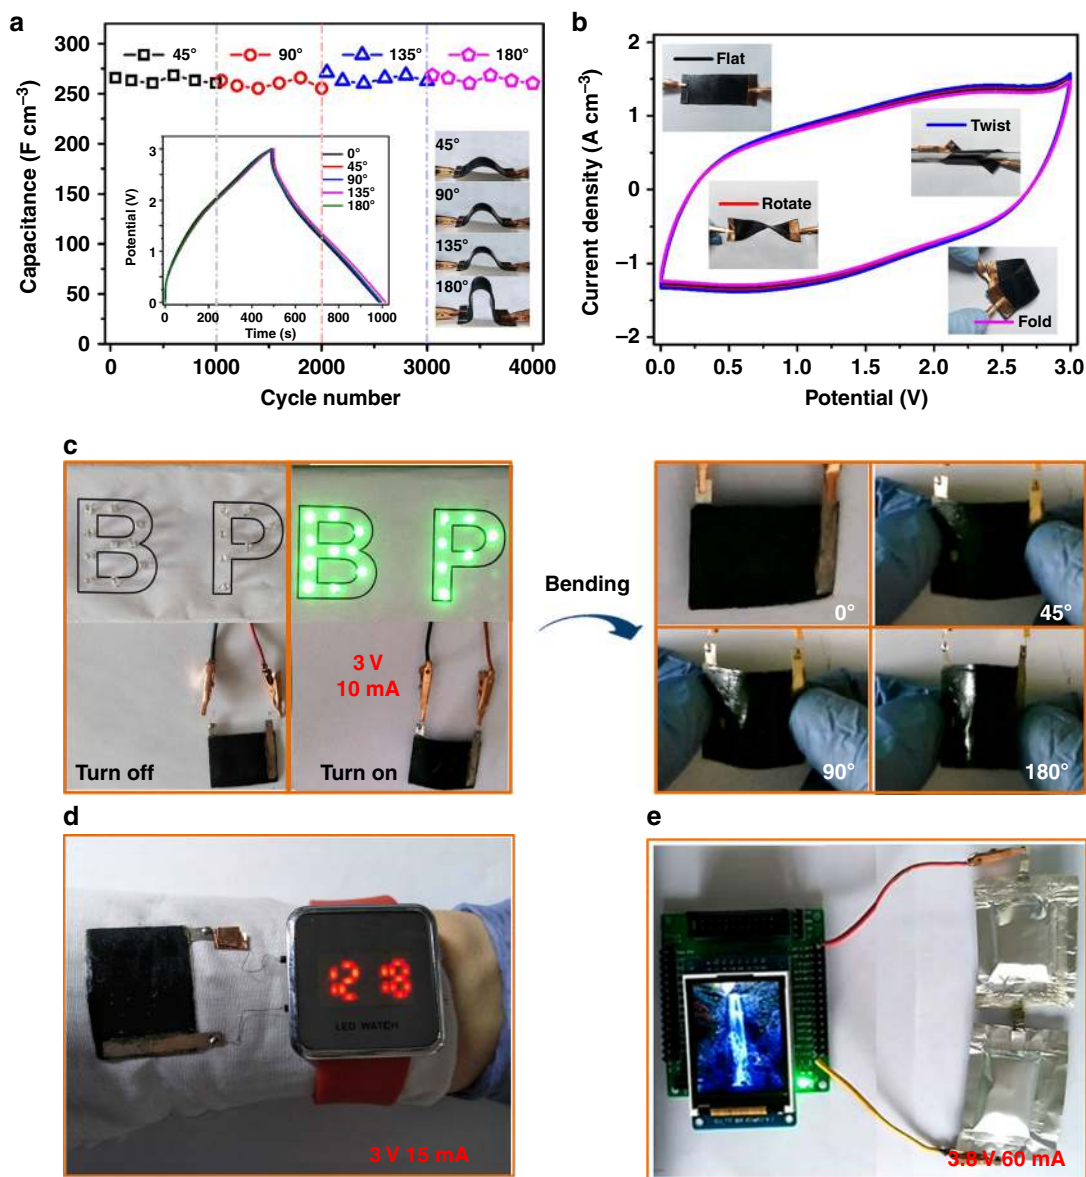 a
300
250
200
150
100
50
0
Capacitance (F cm⁻³)
45°
90°
135°
180°
3
2
1
0
Potential (V)
0°
45°
90°
135°
180°
0
200
400
600
800
1000
Time (s)
45°
90°
135°
180°
0
1000
2000
3000
4000
Cycle number
b
2
1
0
−1
−2
Current density (A cm⁻³)
Flat
Twist
Rotate
Fold
0.0
0.5
1.0
1.5
2.0
2.5
3.0
Potential (V)
c
B P
B P
3 V
10 mA
Turn off
Turn on
Bending
0°
45°
90°
180°
d
12 18
LED WATCH
3 V 15 mA
e
3.8 V 60 mA